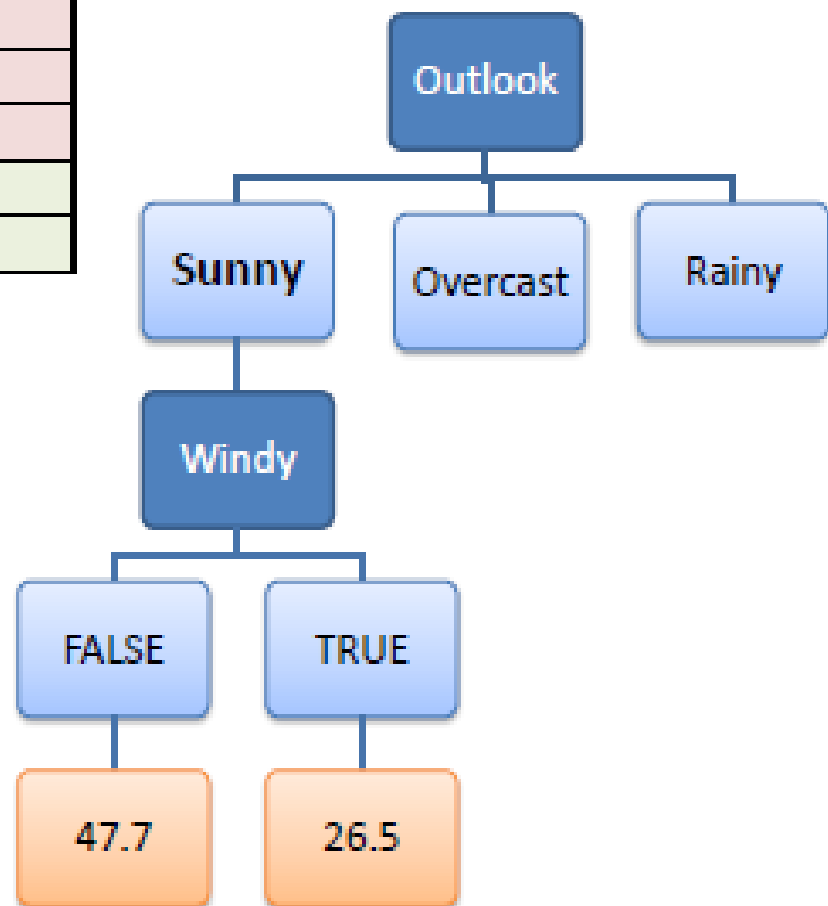 Outlook
Sunny
Overcast
Rainy
Windy
FALSE
TRUE
47.7
26.5